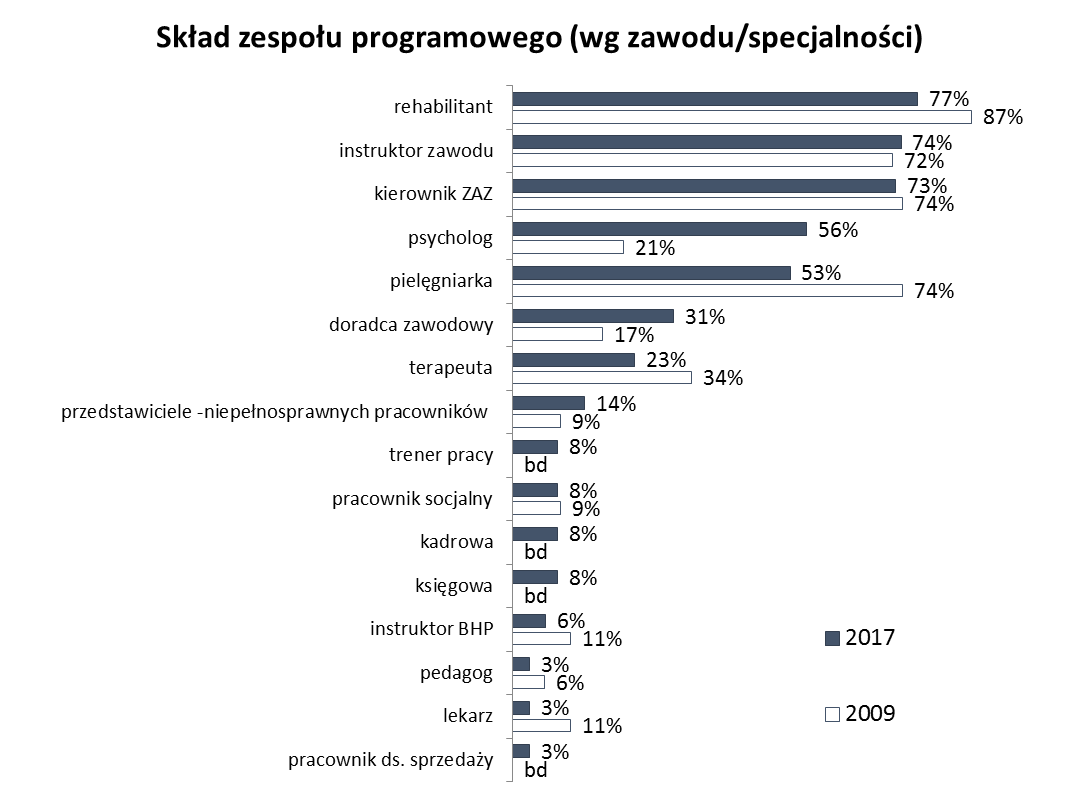 Skład zespołu programowego (wg zawodu/specjalności)
rehabilitant
77%
87%
instruktor zawodu
74%
72%
kierownik ZAZ
73%
74%
psycholog
56%
21%
pielęgniarka
53%
74%
doradca zawodowy
31%
17%
terapeuta
23%
34%
przedstawiciele -niepełnosprawnych pracowników
14%
9%
trener pracy
8%
bd
pracownik socjalny
8%
9%
kadrowa
8%
bd
księgowa
8%
bd
instruktor BHP
6%
11%
pedagog
3%
6%
lekarz
3%
11%
pracownik ds. sprzedaży
3%
bd
2017
2009